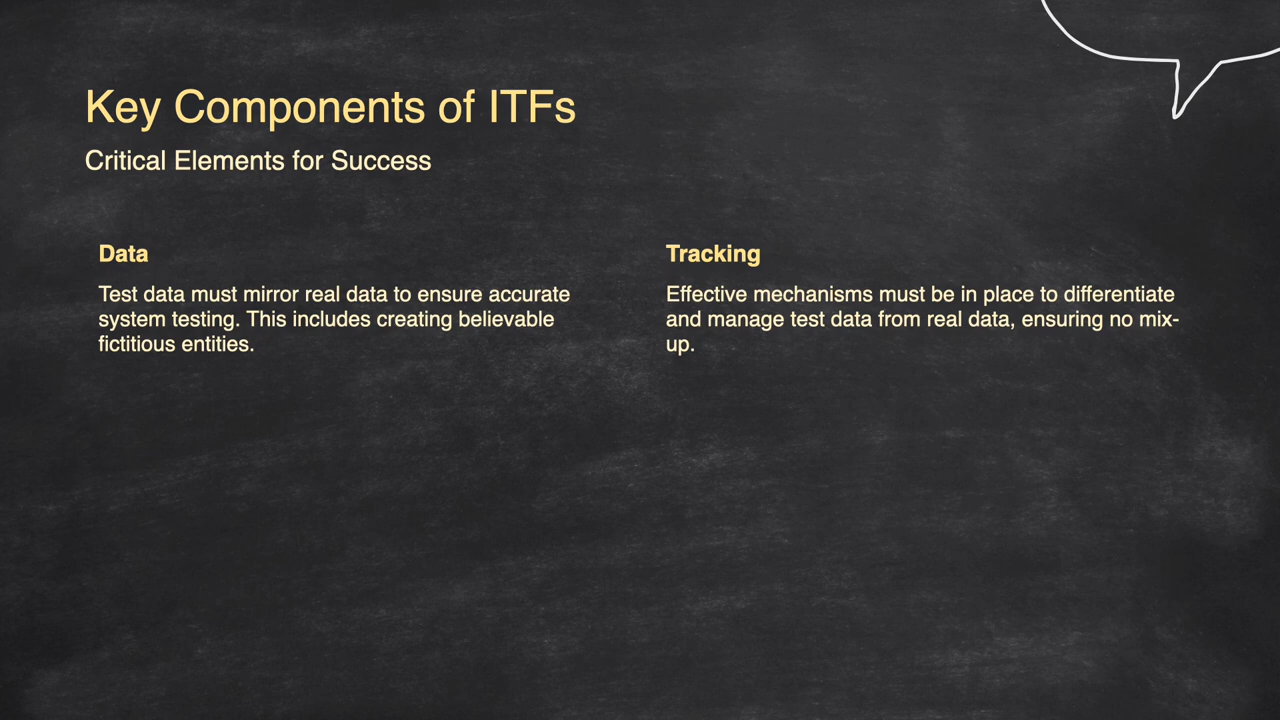 Key Components of ITFs
Critical Elements for Success
Data
Test data must mirror real data to ensure accurate
system testing. This includes creating believable
fictitious entities.
Tracking
Effective mechanisms must be in place to differentiate
and manage test data from real data, ensuring no mix-
up.